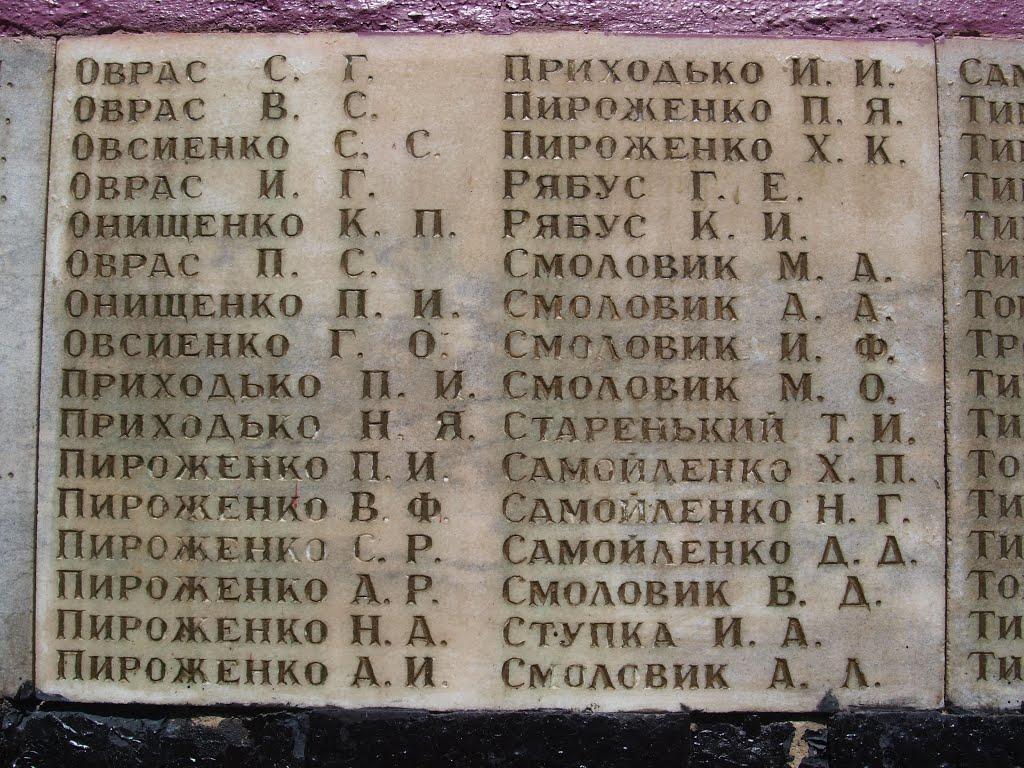 ОВРАС С. Г.
ОВРАС В. С.
ОВСИЕНКО С. С.
ОВРАС И. Г.
ОНИЩЕНКО К. П.
ОВРАС П. С.
ОНИЩЕНКО П. И.
ОВСИЕНКО Г. О.
ПРИХОДЬКО П. И.
ПРИХОДЬКО Н. Я.
ПИРОЖЕНКО П. И.
ПИРОЖЕНКО В. Ф.
ПИРОЖЕНКО С. Р.
ПИРОЖЕНКО А. Р.
ПИРОЖЕНКО Н. А.
ПИРОЖЕНКО А. И.
ПРИХОДЬКО И. И.
ПИРОЖЕНКО П. Я.
ПИРОЖЕНКО Х. К.
РЯБУС Г. Е.
РЯБУС К. И.
СМОЛОВИК М. А.
СМОЛОВИК А. А.
СМОЛОВИК И. Ф.
СМОЛОВИК М. О.
СТАРЕНЬКИЙ Т. И.
САМОЙЛЕНКО Х. П.
САМОЙЛЕНКО Н. Г.
САМОЙЛЕНКО Д. Д.
СМОЛОВИК В. Д.
СТУПКА И. А.
СМОЛОВИК А. Л.